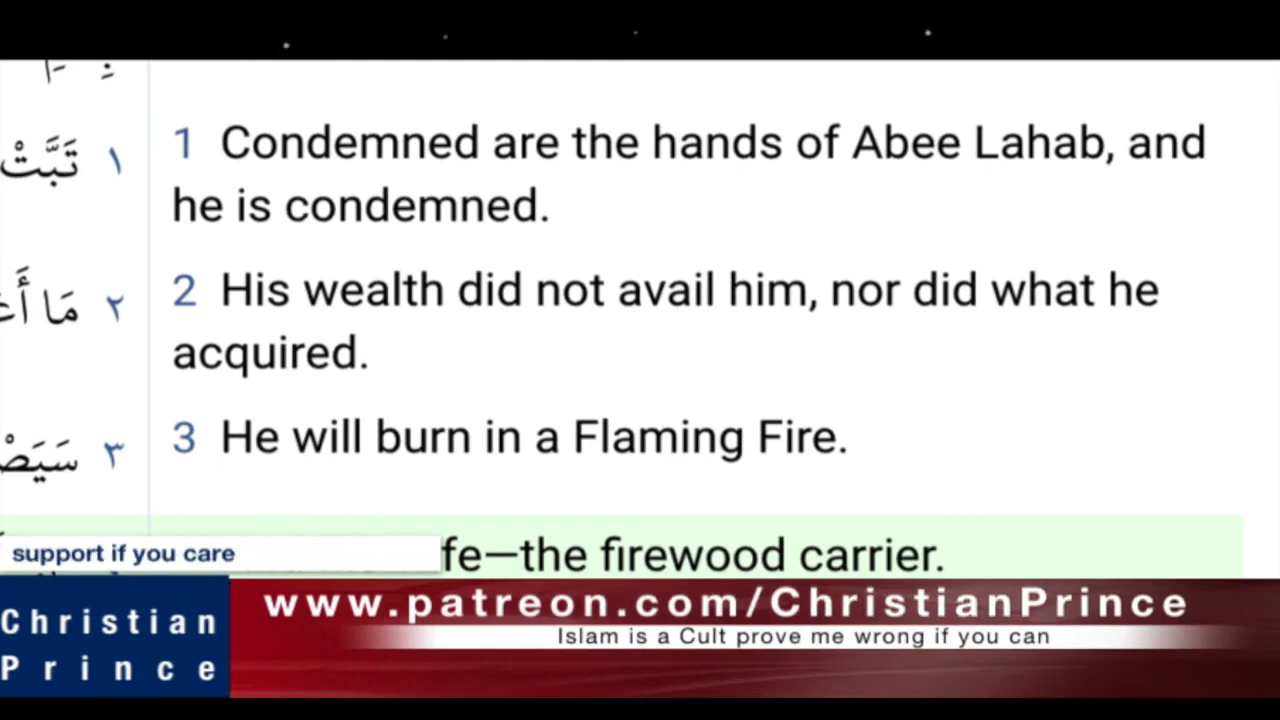 1 Condemned are the hands of Abee Lahab, and
he is condemned.
تَبَّتْ ١
2 His wealth did not avail him, nor did what he
acquired.
مَا ٢
3 He will burn in a Flaming Fire.
٣
fe—the firewood carrier.
support if you care
Christian
Prince
www.patreon.com/ChristianPrince
Islam is a Cult prove me wrong if you can